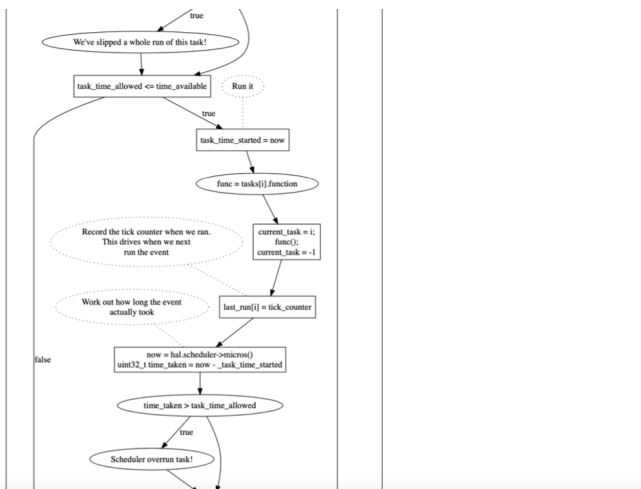 true
We've slipped a whole run of this task!
task_time_allowed <= time_available
Run it
true
task_time_started = now
func = tasks[i].function
Record the tick counter when we ran.
This drives when we next
run the event
current_task = i;
func();
current_task = -1
Work out how long the event
actually took
last_run[i] = tick_counter
false
now = hal.scheduler->micros()
uint32_t time_taken = now - _task_time_started
time_taken > task_time_allowed
true
Scheduler overrun task!